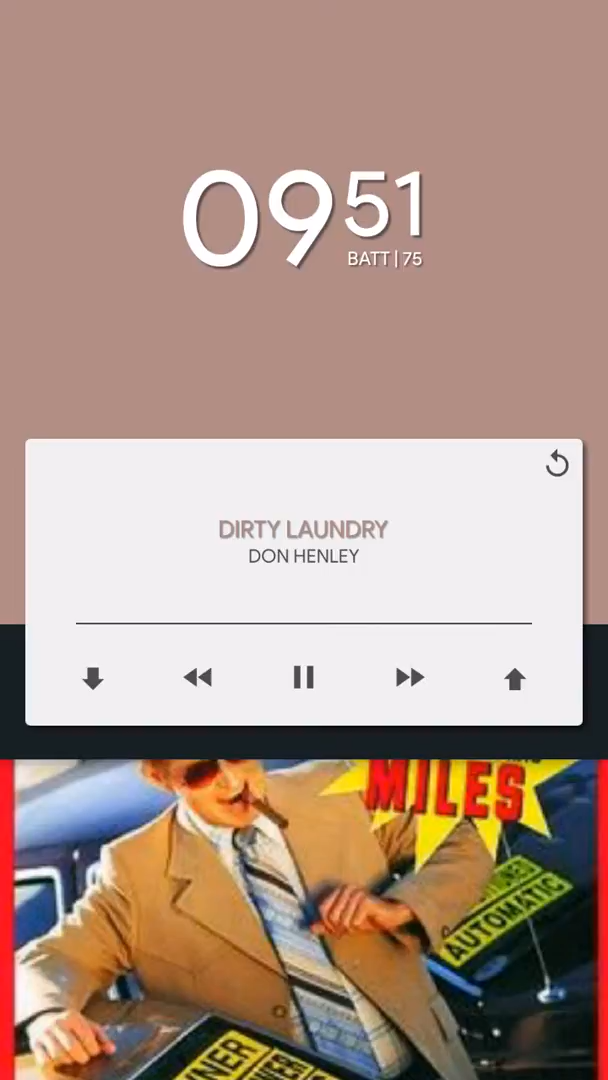 09 51
BATT | 75
DIRTY LAUNDRY
DON HENLEY
MILES
AUTOMATIC